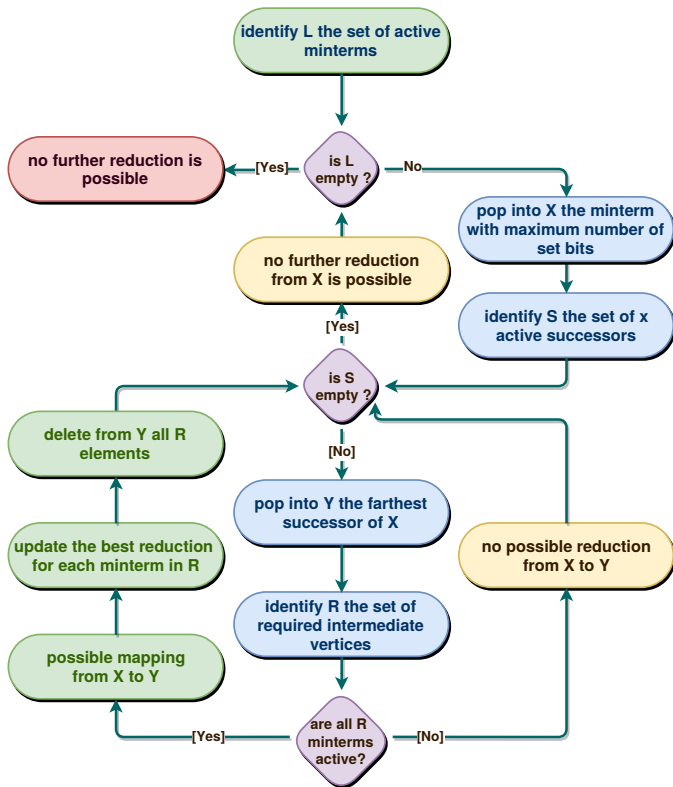 identify L the set of active
minterms
is L
empty ?
[Yes]
No
no further reduction is
possible
pop into X the minterm
with maximum number of
set bits
no further reduction
from X is possible
identify S the set of x
active successors
[Yes]
is S
empty ?
delete from Y all R
elements
[No]
pop into Y the farthest
successor of X
update the best reduction
for each minterm in R
no possible reduction
from X to Y
identify R the set of
required intermediate
vertices
possible mapping
from X to Y
[Yes]
are all R
minterms
active?
[No]